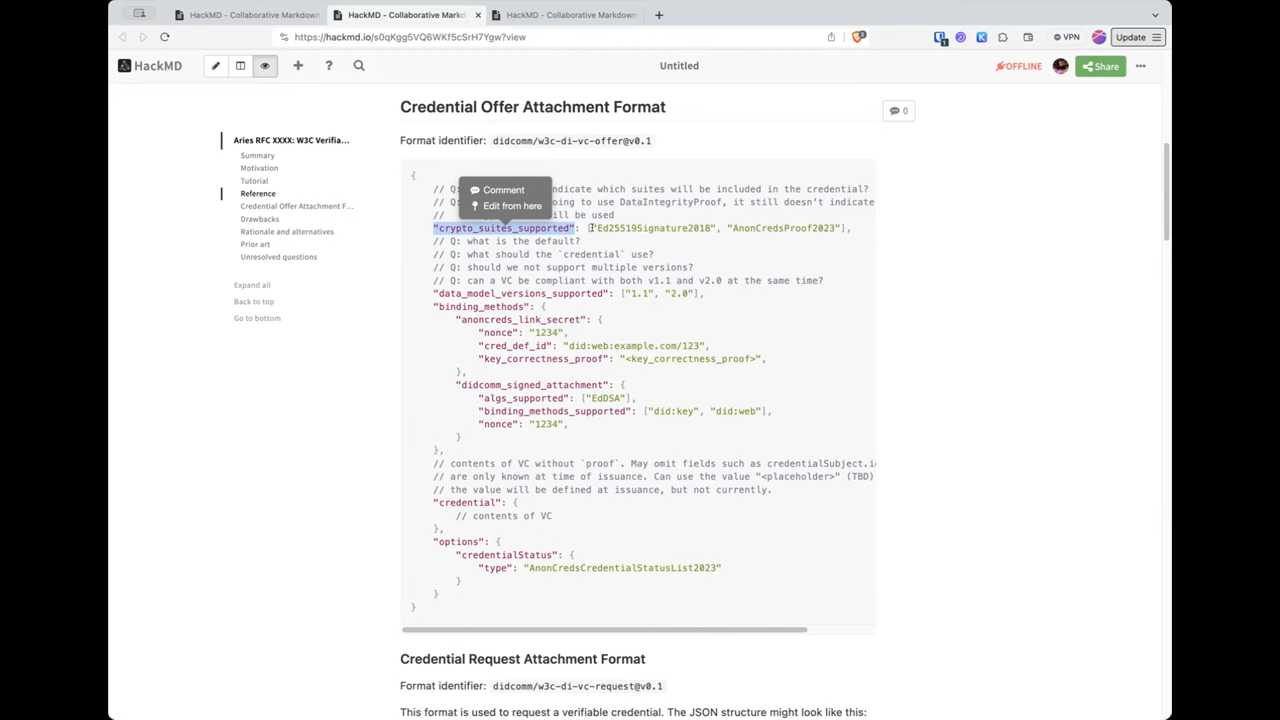 HackMD - Collaborative Markdown
HackMD - Collaborative Markd
HackMD - Collaborative Markdown
https://hackmd.io/s0qKgg5VQ6WKf5cSrH7Ygw?view
VPN
Update
HackMD
Untitled
OFFLINE
Share
Credential Offer Attachment Format
0
Format identifier: didcomm/w3c-di-vc-offer@v0.1
Aries RFC XXXX: W3C Verifia...
Summary
Motivation
Tutorial
Reference
Credential Offer Attachment F...
Drawbacks
Rationale and alternatives
Prior art
Unresolved questions
Expand all
Back to top
Go to bottom
Comment
Edit from here
{
// Q: ndicate which suites will be included in the credential?
// Q: oing to use DataIntegrityProof, it still doesn't indicate
// ill be used
"crypto_suites_supported": ["Ed25519Signature2018", "AnonCredsProof2023"],
// Q: what is the default?
// Q: what should the `credential` use?
// Q: should we not support multiple versions?
// Q: can a VC be compliant with both v1.1 and v2.0 at the same time?
"data_model_versions_supported": ["1.1", "2.0"],
"binding_methods": {
"anoncreds_link_secret": {
"nonce": "1234",
"cred_def_id": "did:web:example.com/123",
"key_correctness_proof": "<key_correctness_proof>",
},
"didcomm_signed_attachment": {
"algs_supported": ["EdDSA"],
"binding_methods_supported": ["did:key", "did:web"],
"nonce": "1234",
}
},
// contents of VC without `proof`. May omit fields such as credentialSubject.i
// are only known at time of issuance. Can use the value "<placeholder>" (TBD)
// the value will be defined at issuance, but not currently.
"credential": {
// contents of VC
},
"options": {
"credentialStatus": {
"type": "AnonCredsCredentialStatusList2023"
}
}
}
Credential Request Attachment Format
Format identifier: didcomm/w3c-di-vc-request@v0.1
This format is used to request a verifiable credential. The JSON structure might look like this: